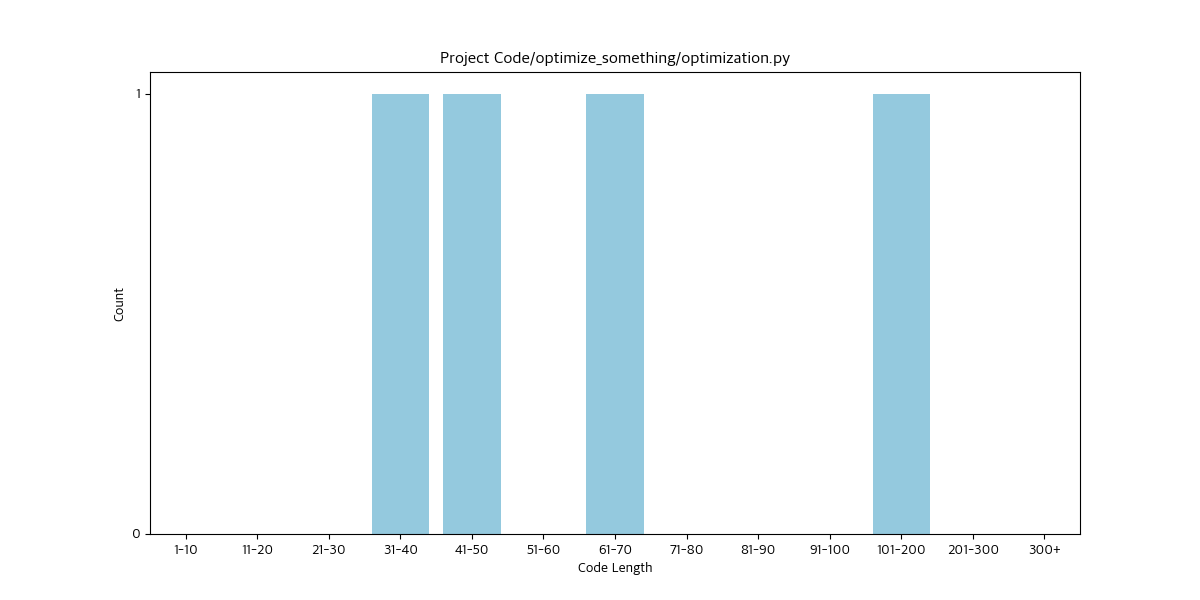 Project Code/optimize_something/optimization.py
1
Count
0
1-10 11-20 21-30 31-40 41-50 51-60 61-70 71-80 81-90 91-100 101-200 201-300 300+
Code Length